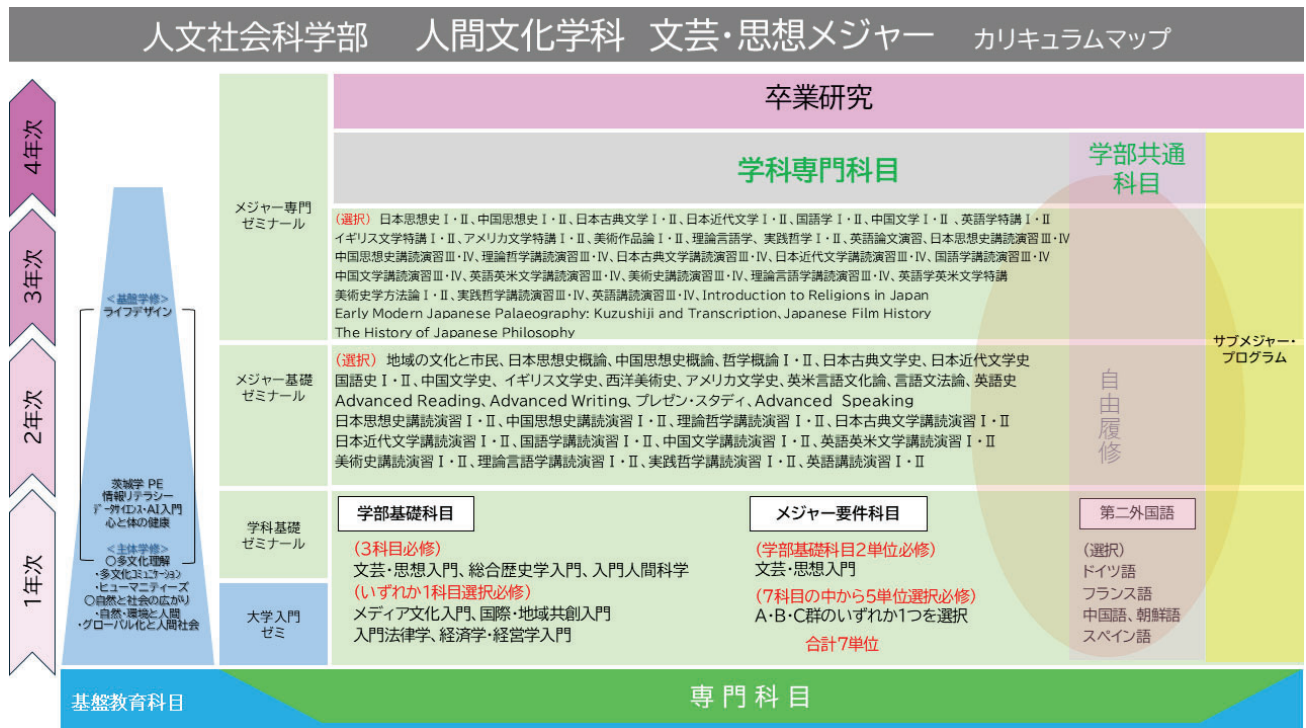 人文社会科学部 人間文化学科 文芸・思想メジャー カリキュラムマップ
4年次
3年次
2年次
1年次
<基盤学修>
ライフデザイン
茨城学 PE
情報リテラシー
データサイエンス・AI入門
心と体の健康
<主体学修>
○多文化理解
・多文化コミュニケーション
・ヒューマニティーズ
○自然と社会の広がり
・自然・環境と人間
・グローバル化と人間社会
基盤教育科目
メジャー専門
ゼミナール
メジャー基礎
ゼミナール
学科基礎
ゼミナール
大学入門
ゼミ
卒業研究
学科専門科目
学部共通
科目
(選択) 日本思想史Ⅰ・Ⅱ、中国思想史Ⅰ・Ⅱ、日本古典文学Ⅰ・Ⅱ、日本近代文学Ⅰ・Ⅱ、国語学Ⅰ・Ⅱ、中国文学Ⅰ・Ⅱ 、英語学特講Ⅰ・Ⅱ
イギリス文学特講Ⅰ・Ⅱ、アメリカ文学特講Ⅰ・Ⅱ、美術作品論Ⅰ・Ⅱ、理論言語学、実践哲学Ⅰ・Ⅱ、英語論文演習、日本思想史講読演習Ⅲ・Ⅳ
中国思想史講読演習Ⅲ・Ⅳ、理論哲学講読演習Ⅲ・Ⅳ、日本古典文学講読演習Ⅲ・Ⅳ、日本近代文学講読演習Ⅲ・Ⅳ、国語学講読演習Ⅲ・Ⅳ
中国文学講読演習Ⅲ・Ⅳ、英語英米文学講読演習Ⅲ・Ⅳ、美術史講読演習Ⅲ・Ⅳ、理論言語学講読演習Ⅲ・Ⅳ、英語学英米文学特講
美術史学方法論Ⅰ・Ⅱ、実践哲学講読演習Ⅲ・Ⅳ、英語講読演習Ⅲ・Ⅳ、Introduction to Religions in Japan
Early Modern Japanese Palaeography: Kuzushiji and Transcription、Japanese Film History
The History of Japanese Philosophy
(選択) 地域の文化と市民、日本思想史概論、中国思想史概論、哲学概論Ⅰ・Ⅱ、日本古典文学史、日本近代文学史
国語史Ⅰ・Ⅱ、中国文学史、イギリス文学史、西洋美術史、アメリカ文学史、英米言語文化論、言語文法論、英語史
Advanced Reading、Advanced Writing、プレゼン・スタディ、Advanced Speaking
日本思想史講読演習Ⅰ・Ⅱ、中国思想史講読演習Ⅰ・Ⅱ、理論哲学講読演習Ⅰ・Ⅱ、日本古典文学講読演習Ⅰ・Ⅱ
日本近代文学講読演習Ⅰ・Ⅱ、国語学講読演習Ⅰ・Ⅱ、中国文学講読演習Ⅰ・Ⅱ、英語英米文学講読演習Ⅰ・Ⅱ
美術史講読演習Ⅰ・Ⅱ、理論言語学講読演習Ⅰ・Ⅱ、実践哲学講読演習Ⅰ・Ⅱ、英語講読演習Ⅰ・Ⅱ
学部基礎科目
(3科目必修)
文芸・思想入門、総合歴史学入門、入門人間科学
(いずれか1科目選択必修)
メディア文化入門、国際・地域共創入門
入門法律学、経済学・経営学入門
メジャー要件科目
(学部基礎科目2単位必修)
文芸・思想入門
(7科目の中から5単位選択必修)
A・B・C群のいずれか1つを選択
合計7単位
自由履修
第二外国語
(選択)
ドイツ語
フランス語
中国語、朝鮮語
スペイン語
サブメジャー・
プログラム
専門科目